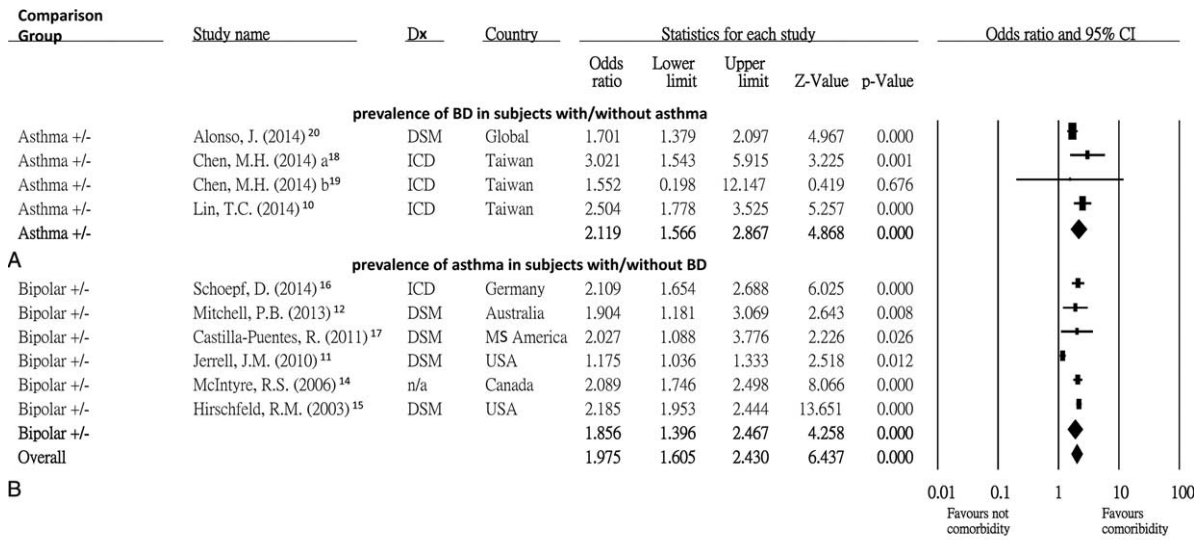 Comparison
Group Study name Dx Country Statistics for each study Odds ratio and 95% CI
Odds Lower Upper
ratio limit limit Z-Value p-Value
prevalence of BD in subjects with/without asthma
Asthma +/- Alonso, J. (2014) 20 DSM Global 1.701 1.379 2.097 4.967 0.000
Asthma +/- Chen, M.H. (2014) a18 ICD Taiwan 3.021 1.543 5.915 3.225 0.001
Asthma +/- Chen, M.H. (2014) b19 ICD Taiwan 1.552 0.198 12.147 0.419 0.676
Asthma +/- Lin, T.C. (2014) 10 ICD Taiwan 2.504 1.778 3.525 5.257 0.000
Asthma +/- 2.119 1.566 2.867 4.868 0.000
A
prevalence of asthma in subjects with/without BD
Bipolar +/- Schoepf, D. (2014) 16 ICD Germany 2.109 1.654 2.688 6.025 0.000
Bipolar +/- Mitchell, P.B. (2013) 12 DSM Australia 1.904 1.181 3.069 2.643 0.008
Bipolar +/- Castilla-Puentes, R. (2011) 17 DSM MS America 2.027 1.088 3.776 2.226 0.026
Bipolar +/- Jerrell, J.M. (2010) 11 DSM USA 1.175 1.036 1.333 2.518 0.012
Bipolar +/- McIntyre, R.S. (2006) 14 n/a Canada 2.089 1.746 2.498 8.066 0.000
Bipolar +/- Hirschfeld, R.M. (2003) 15 DSM USA 2.185 1.953 2.444 13.651 0.000
Bipolar +/- 1.856 1.396 2.467 4.258 0.000
Overall 1.975 1.605 2.430 6.437 0.000
B
0.01 0.1 1 10 100
Favours not Favours
comorbidity comoribidity